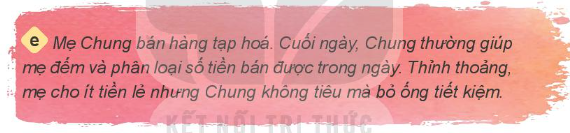 e Mẹ Chung bán hàng tạp hoá. Cuối ngày, Chung thường giúp
mẹ đếm và phân loại số tiền bán được trong ngày. Thỉnh thoảng,
mẹ cho ít tiền lẻ nhưng Chung không tiêu mà bỏ ống tiết kiệm.
KẾT NỐI TRI THỨC